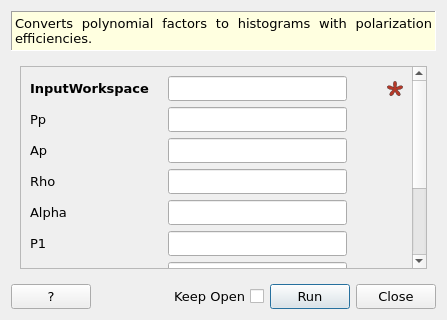 Converts polynomial factors to histograms with polarization
efficiencies.
InputWorkspace
Pp
Ap
Rho
Alpha
P1
?
Keep Open
Run
Close